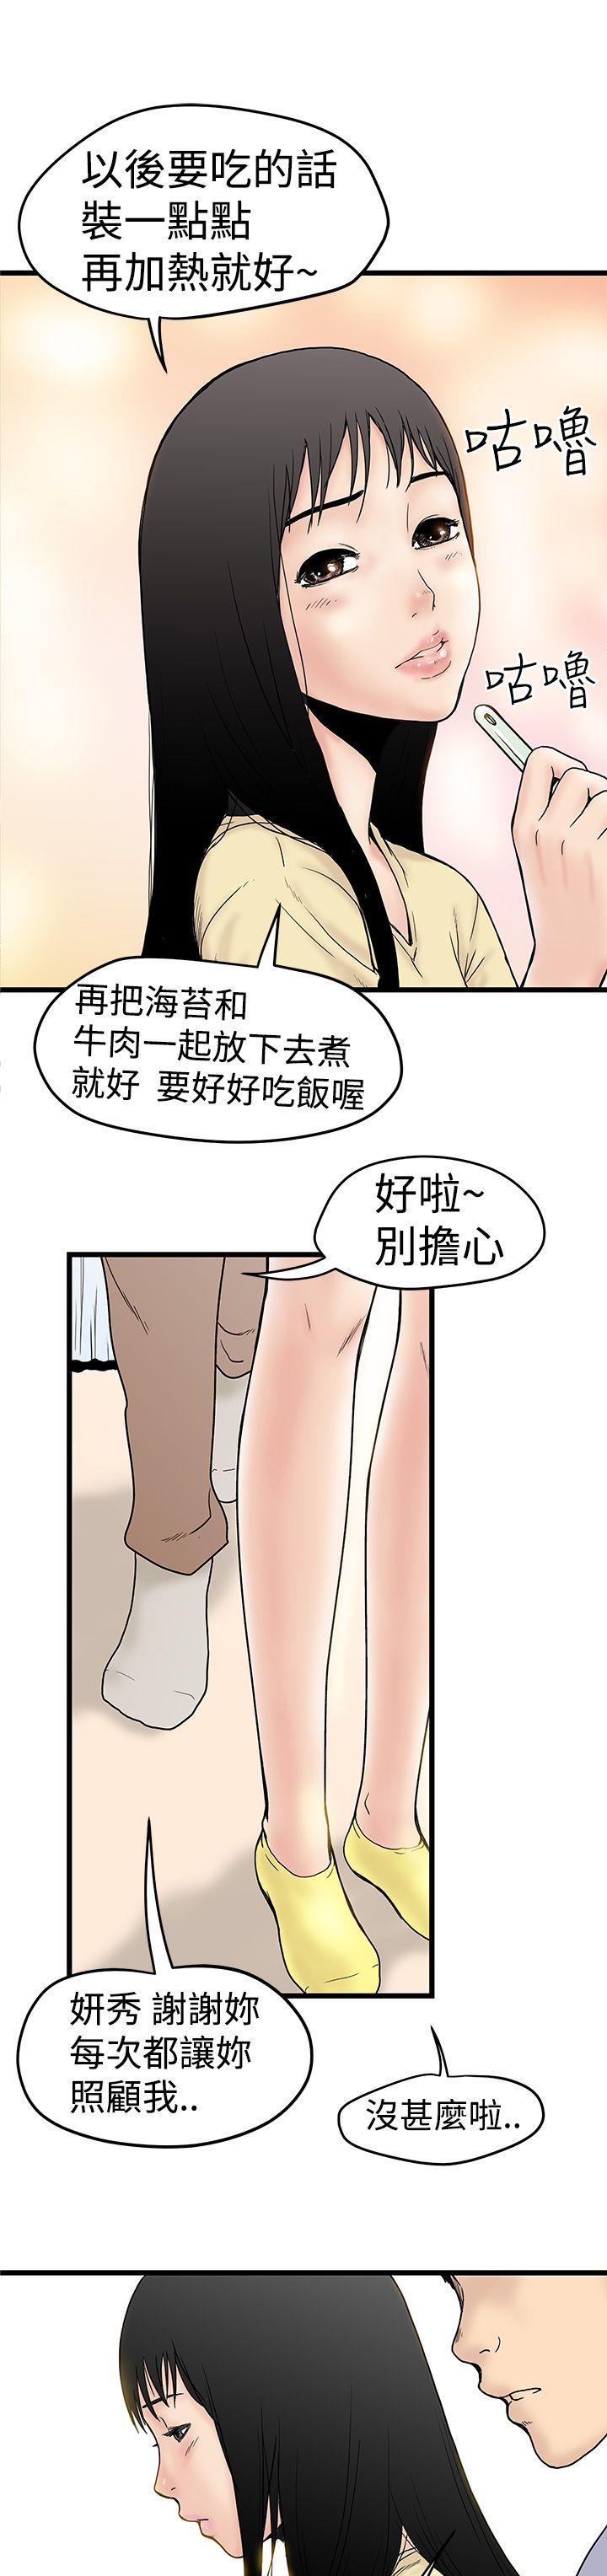 以後要吃的話
裝一點點
再加熱就好~
咕嚕
咕嚕
再把海苔和
牛肉一起放下去煮
就好 要好好吃飯喔
好啦~
別擔心
妍秀 謝謝妳
每次都讓妳
照顧我..
沒甚麼啦..